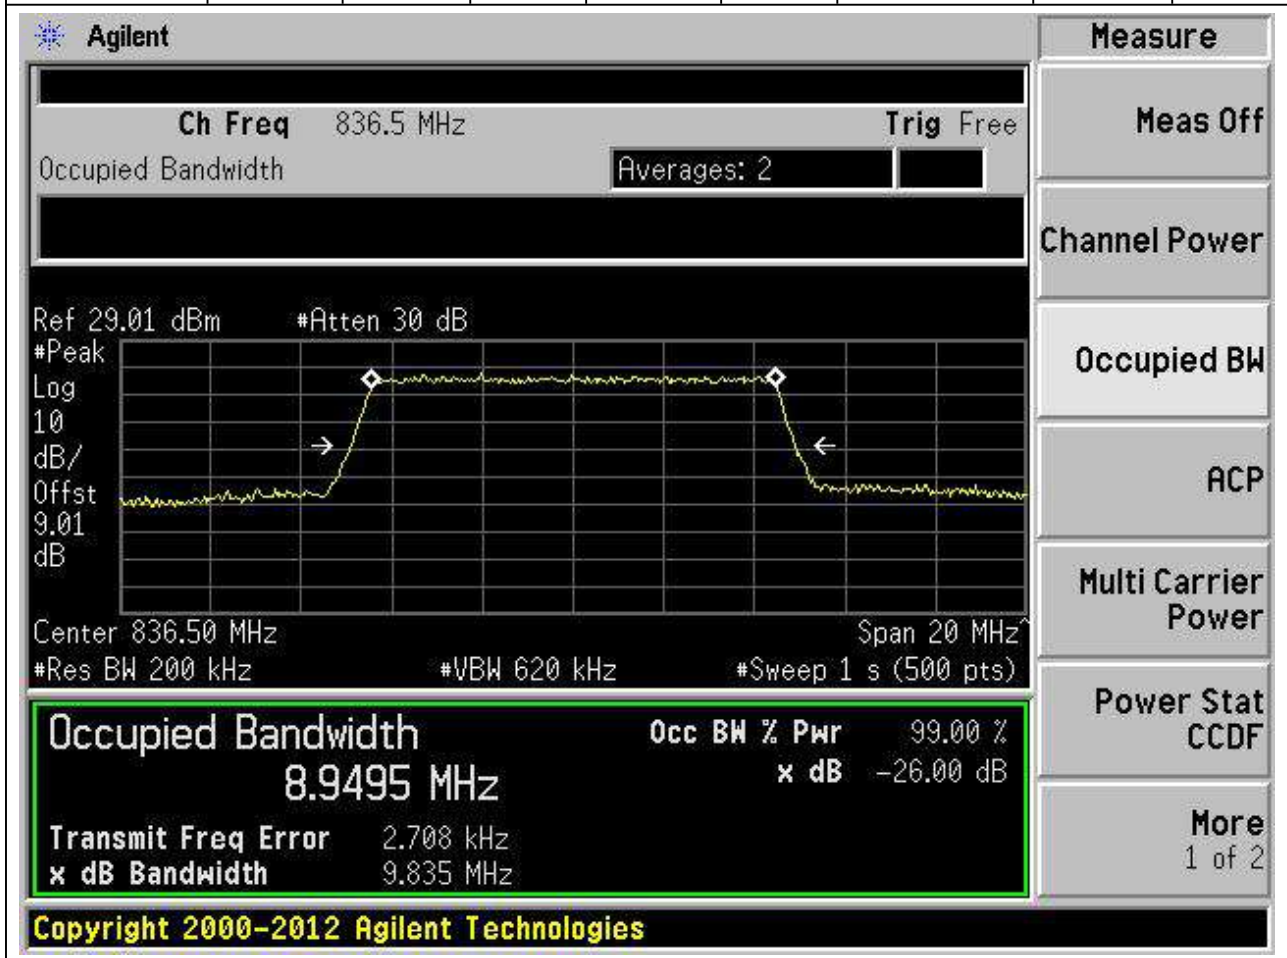 Agilent
Measure
Ch Freq 836.5 MHz Trig Free
Meas Off
Occupied Bandwidth Averages: 2
Channel Power
Ref 29.01 dBm #Atten 30 dB
#Peak
Log
10
dB/
Offst
9.01
dB
Occupied BW
ACP
Center 836.50 MHz Span 20 MHz^
#Res BW 200 kHz #VBW 620 kHz #Sweep 1 s (500 pts)
Multi Carrier
Power
Occupied Bandwidth Occ BW % Pwr 99.00 %
8.9495 MHz x dB -26.00 dB
Power Stat
CCDF
Transmit Freq Error 2.708 kHz
x dB Bandwidth 9.835 MHz
More
1 of 2
Copyright 2000-2012 Agilent Technologies